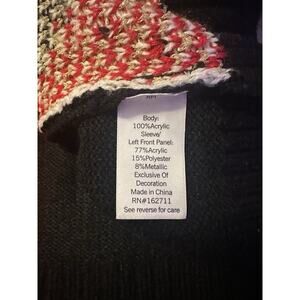 Body:
100%Acrylic
Sleeve/
Left Front Panel:
77%Acrylic
15%Polyester
8%Metallic
Exclusive Of
Decoration
Made in China
RN#162711
See reverse for care